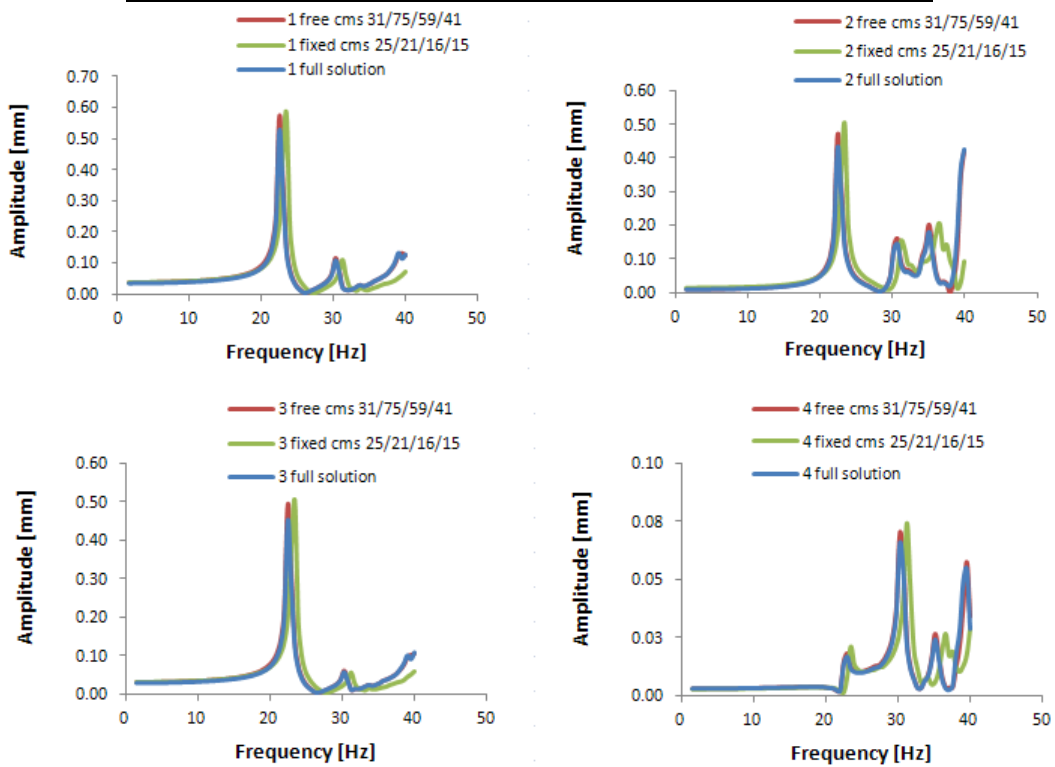 1 free cms 31/75/59/41
1 fixed cms 25/21/16/15
1 full solution
Amplitude [mm]
0.70
0.60
0.50
0.40
0.30
0.20
0.10
0.00
0 10 20 30 40 50
Frequency [Hz]
2 free cms 31/75/59/41
2 fixed cms 25/21/16/15
2 full solution
Amplitude [mm]
0.60
0.50
0.40
0.30
0.20
0.10
0.00
0 10 20 30 40 50
Frequency [Hz]
3 free cms 31/75/59/41
3 fixed cms 25/21/16/15
3 full solution
Amplitude [mm]
0.60
0.50
0.40
0.30
0.20
0.10
0.00
0 10 20 30 40 50
Frequency [Hz]
4 free cms 31/75/59/41
4 fixed cms 25/21/16/15
4 full solution
Amplitude [mm]
0.10
0.08
0.05
0.03
0.00
0 10 20 30 40 50
Frequency [Hz]